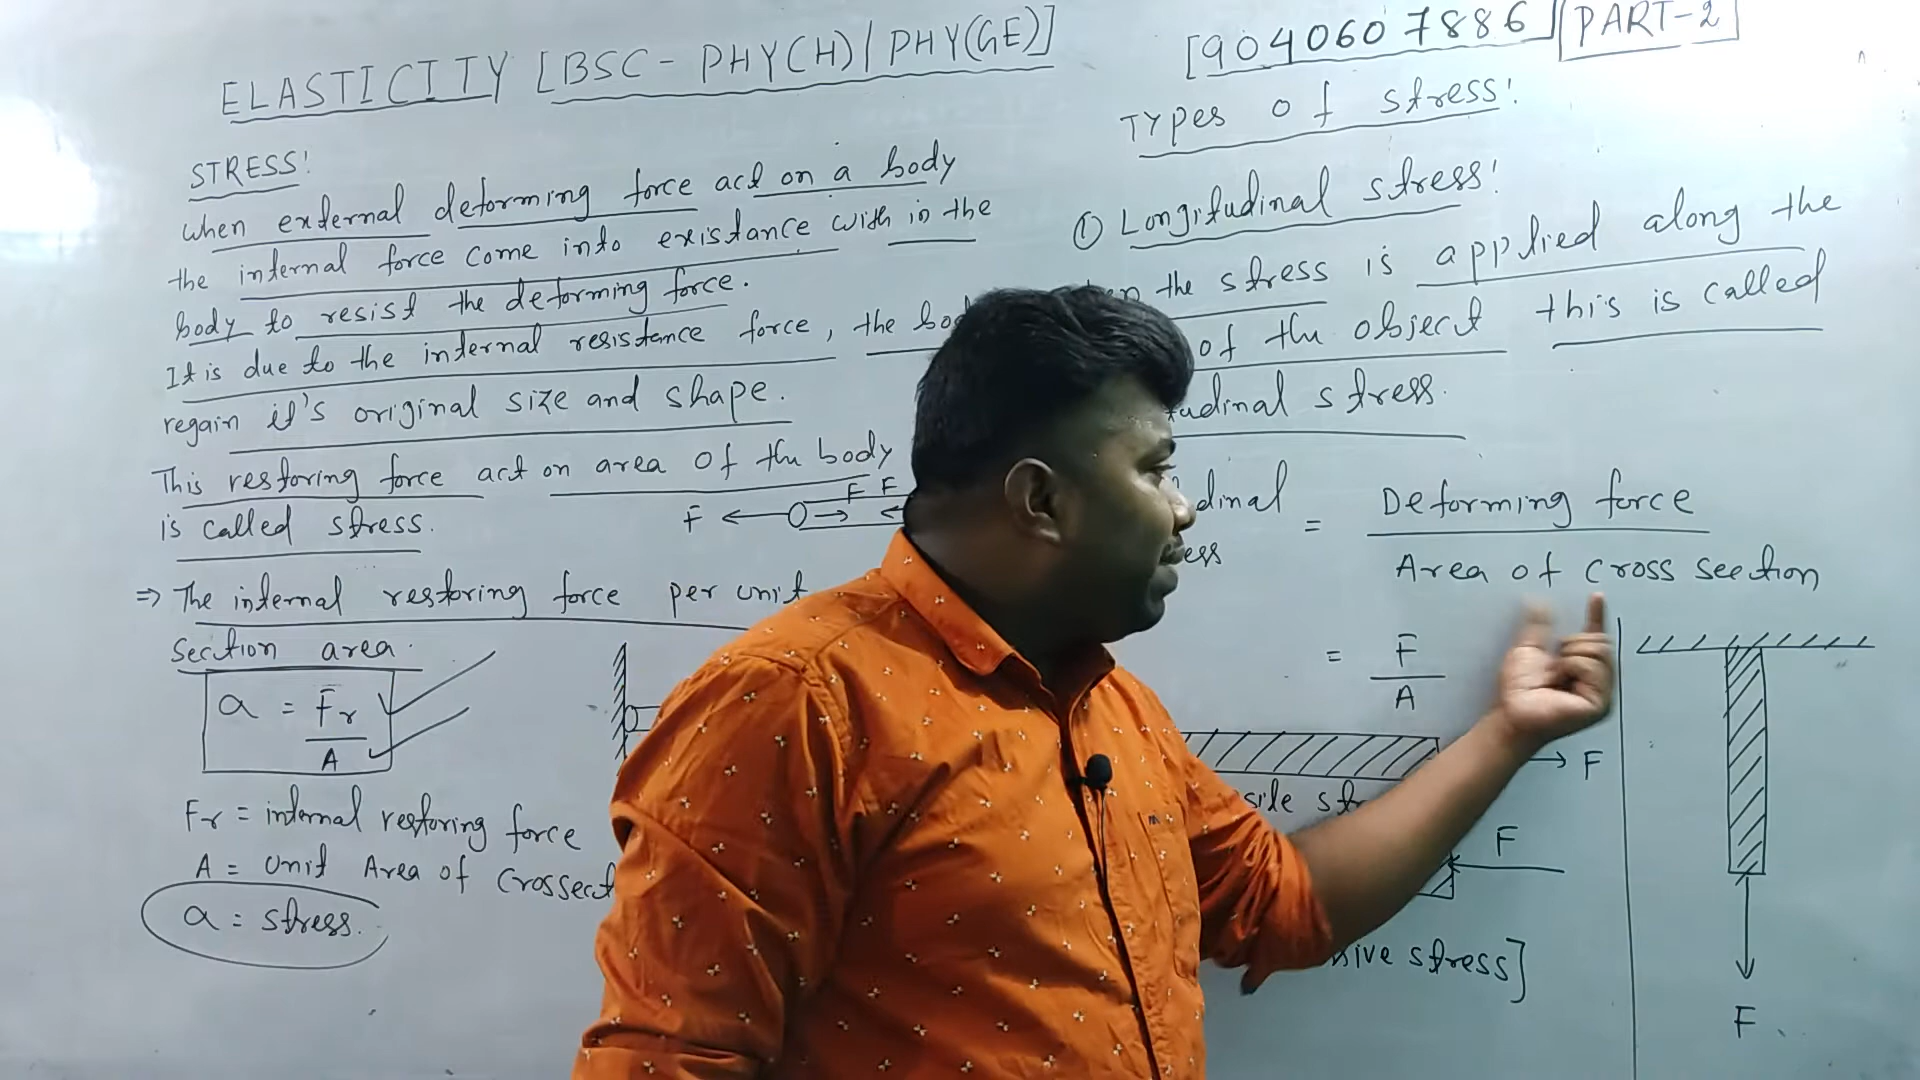 ELASTICITY [BSC - PHY(H) / PHY(GE)]
[9040607886] PART-2
STRESS!
when external deforming force act on a body
the internal force come into existance with in the
body to resist the deforming force.
It is due to the internal resistance force, the
regain it's original size and shape.
This restoring force act on area of the body
is called stress.
F F F
⇒ The internal restoring force per unit
section area.
a = Fr
A
Fr = internal restoring force
A = Unit Area of
a = stress.
Types of stress!
① Longitudinal stress!
the stress is applied along the
of the object this is called
stress.
= Deforming force
Area of Cross section
= F
A
F
F
stress]
F